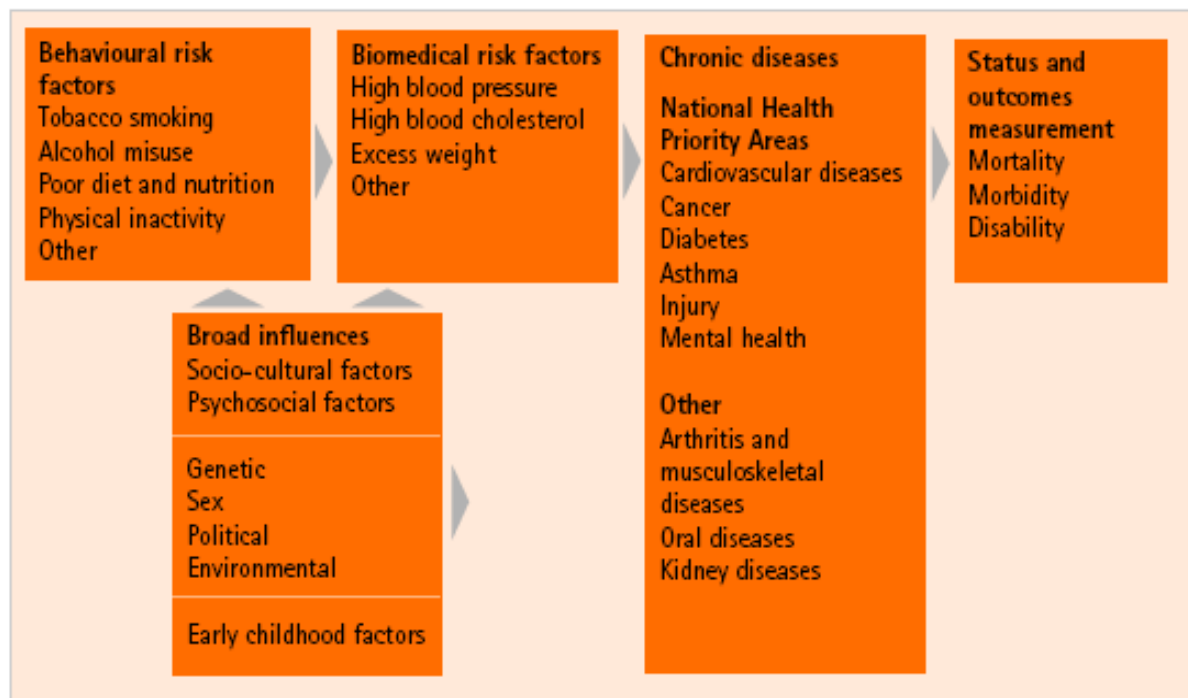 Behavioural risk
factors
Tobacco smoking
Alcohol misuse
Poor diet and nutrition
Physical inactivity
Other
Biomedical risk factors
High blood pressure
High blood cholesterol
Excess weight
Other
Chronic diseases
National Health
Priority Areas
Cardiovascular diseases
Cancer
Diabetes
Asthma
Injury
Mental health
Other
Arthritis and
musculoskeletal
diseases
Oral diseases
Kidney diseases
Status and
outcomes
measurement
Mortality
Morbidity
Disability
Broad influences
Socio-cultural factors
Psychosocial factors
Genetic
Sex
Political
Environmental
Early childhood factors